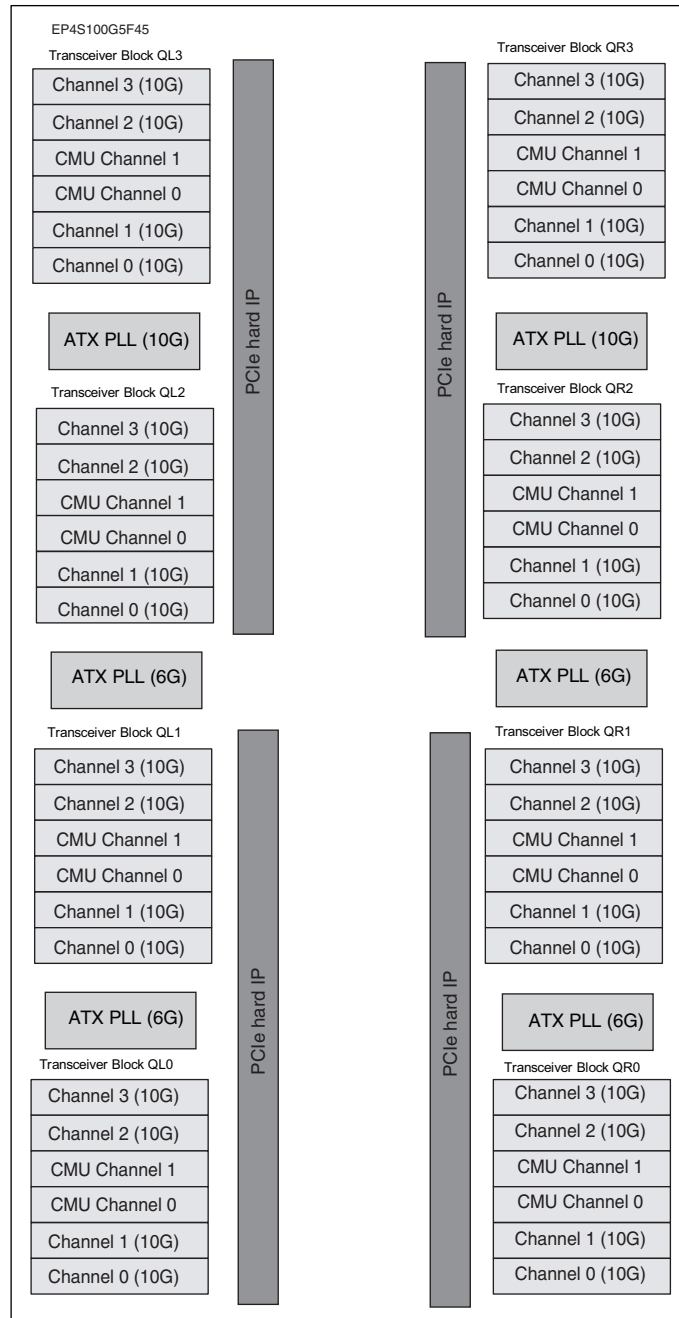 EP4S100G5F45
Transceiver Block QL3
Channel 3 (10G)
Channel 2 (10G)
CMU Channel 1
CMU Channel 0
Channel 1 (10G)
Channel 0 (10G)
ATX PLL (10G)
Transceiver Block QL2
Channel 3 (10G)
Channel 2 (10G)
CMU Channel 1
CMU Channel 0
Channel 1 (10G)
Channel 0 (10G)
PCIe hard IP
ATX PLL (6G)
Transceiver Block QL1
Channel 3 (10G)
Channel 2 (10G)
CMU Channel 1
CMU Channel 0
Channel 1 (10G)
Channel 0 (10G)
ATX PLL (6G)
Transceiver Block QL0
Channel 3 (10G)
Channel 2 (10G)
CMU Channel 1
CMU Channel 0
Channel 1 (10G)
Channel 0 (10G)
PCIe hard IP
Transceiver Block QR3
Channel 3 (10G)
Channel 2 (10G)
CMU Channel 1
CMU Channel 0
Channel 1 (10G)
Channel 0 (10G)
PCIe hard IP
ATX PLL (10G)
Transceiver Block QR2
Channel 3 (10G)
Channel 2 (10G)
CMU Channel 1
CMU Channel 0
Channel 1 (10G)
Channel 0 (10G)
ATX PLL (6G)
Transceiver Block QR1
Channel 3 (10G)
Channel 2 (10G)
CMU Channel 1
CMU Channel 0
Channel 1 (10G)
Channel 0 (10G)
PCIe hard IP
ATX PLL (6G)
Transceiver Block QR0
Channel 3 (10G)
Channel 2 (10G)
CMU Channel 1
CMU Channel 0
Channel 1 (10G)
Channel 0 (10G)